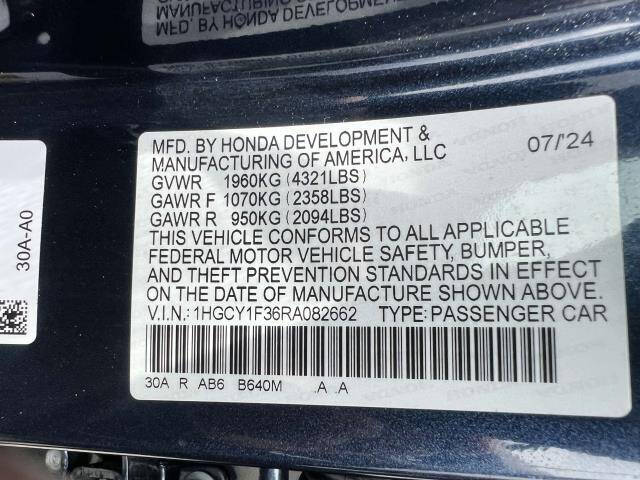 MANUFACTURING
MFD. BY HONDA DEVELOPMENT
30A-A0
MFD. BY HONDA DEVELOPMENT & 07/'24
MANUFACTURING OF AMERICA, LLC
GVWR 1960KG (4321LBS)
GAWR F 1070KG (2358LBS)
GAWR R 950KG (2094LBS)
THIS VEHICLE CONFORMS TO ALL APPLICABLE
FEDERAL MOTOR VEHICLE SAFETY, BUMPER,
AND THEFT PREVENTION STANDARDS IN EFFECT
ON THE DATE OF MANUFACTURE SHOWN ABOVE.
V.I.N.:1HGCY1F36RA082662 TYPE:PASSENGER CAR
30A R AB6 B640M .A .A